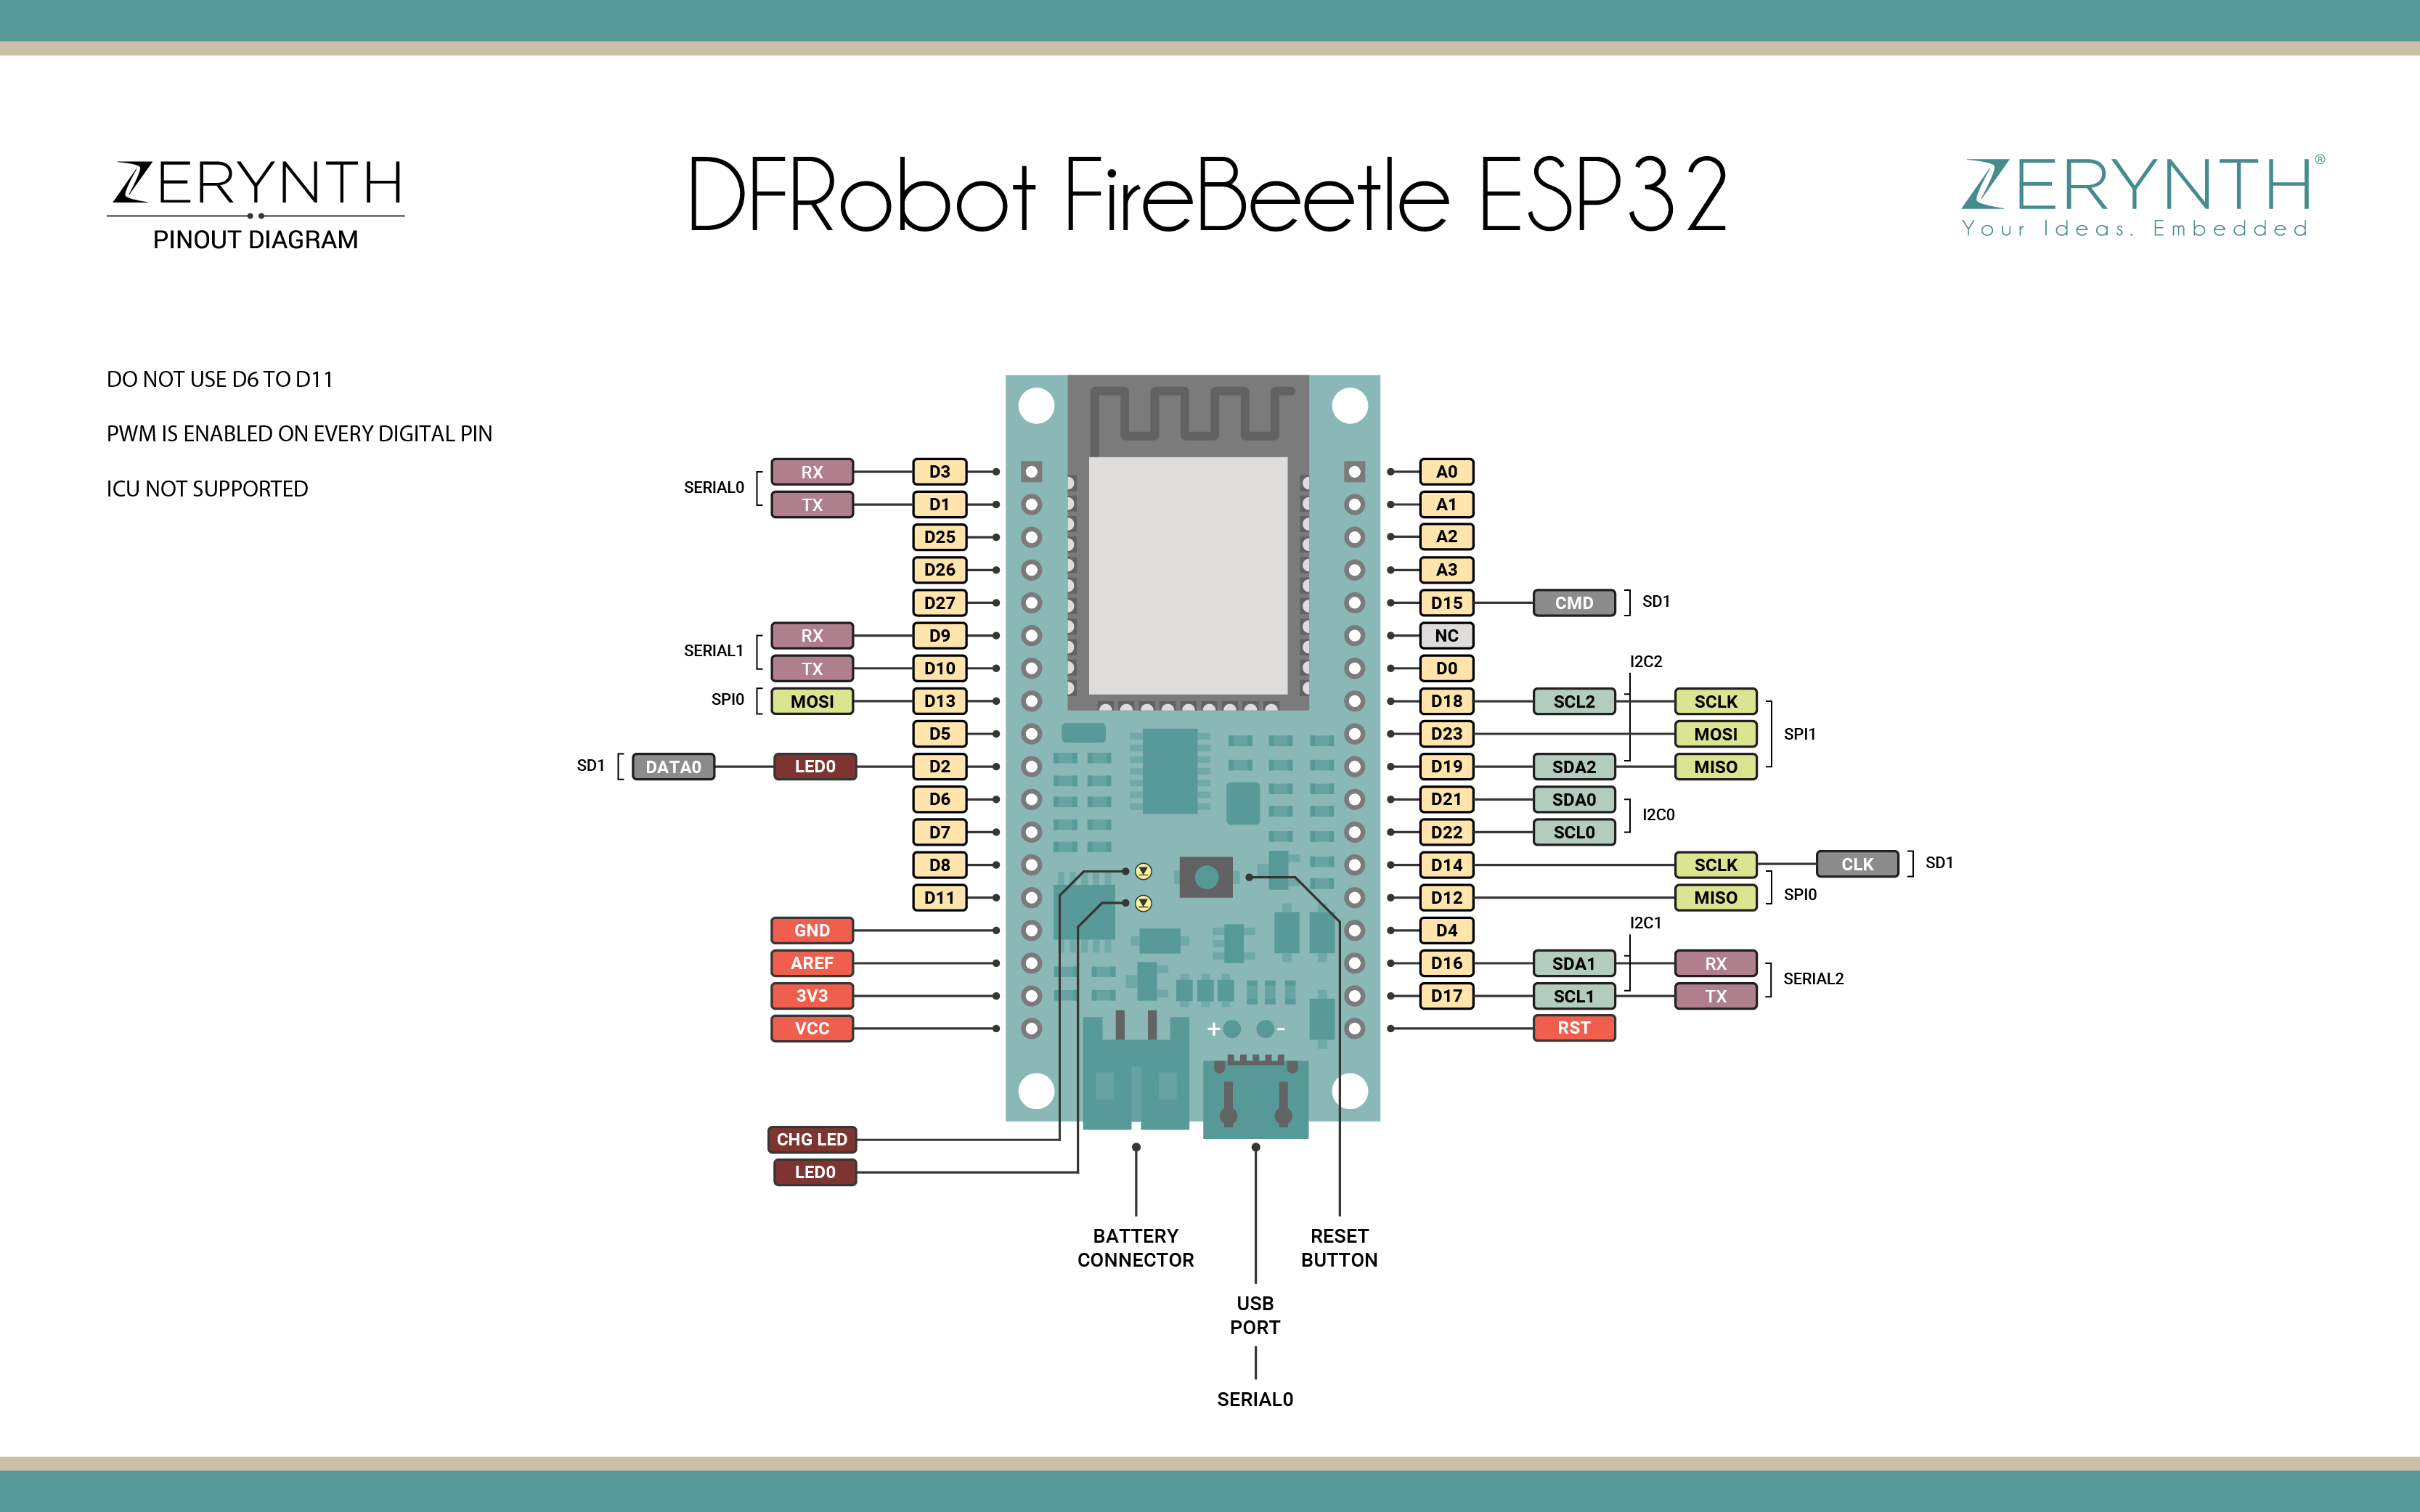 ZERYNTH
PINOUT DIAGRAM
DFRobot FireBeetle ESP32
ZERYNTH®
Your Ideas. Embedded
DO NOT USE D6 TO D11
PWM IS ENABLED ON EVERY DIGITAL PIN
ICU NOT SUPPORTED
SERIAL0
RX D3
TX D1
D25
D26
D27
SERIAL1
RX D9
TX D10
SPI0 MOSI D13
D5
SD1 DATA0 LED0 D2
D6
D7
D8
D11
GND
AREF
3V3
VCC
CHG LED
LED0
A0
A1
A2
A3
D15 CMD SD1
NC
D0
I2C2
D18 SCL2 SCLK
D23 MOSI SPI1
D19 SDA2 MISO
D21 SDA0
I2C0
D22 SCL0
D14 SCLK CLK SD1
D12 MISO SPI0
I2C1
D4
D16 SDA1 RX
SERIAL2
D17 SCL1 TX
RST
+ -
BATTERY
CONNECTOR
RESET
BUTTON
USB
PORT
SERIAL0